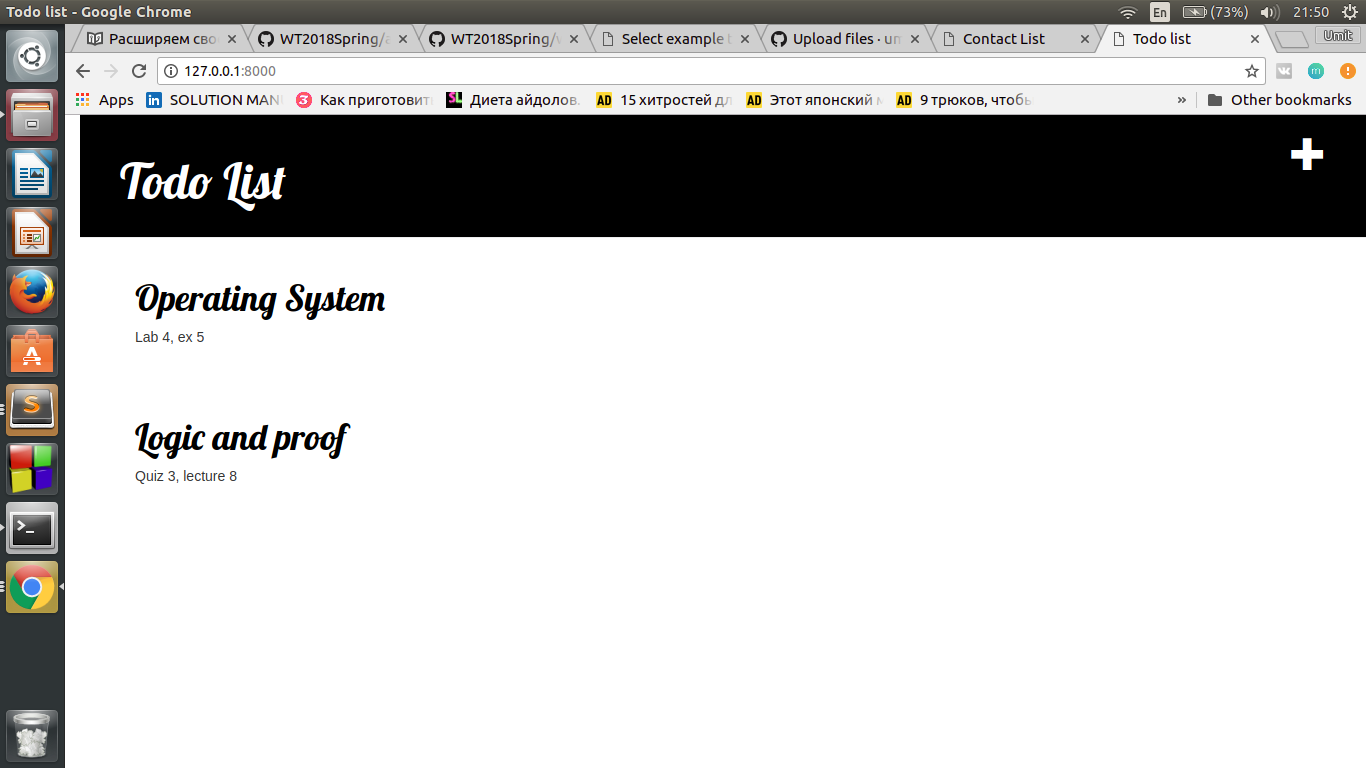 Todo list - Google Chrome
En
(73%)
21:50
Расширяем сво
WT2018Spring/
WT2018Spring/
Select example
Upload files · um
Contact List
Todo list
Umit
127.0.0.1:8000
Apps
SOLUTION MAN
Как приготовит
Диета айдолов.
AD 15 хитростей дл
AD Этот японский
AD 9 трюков, чтобы
»
Other bookmarks
Todo List
Operating System
Lab 4, ex 5
Logic and proof
Quiz 3, lecture 8